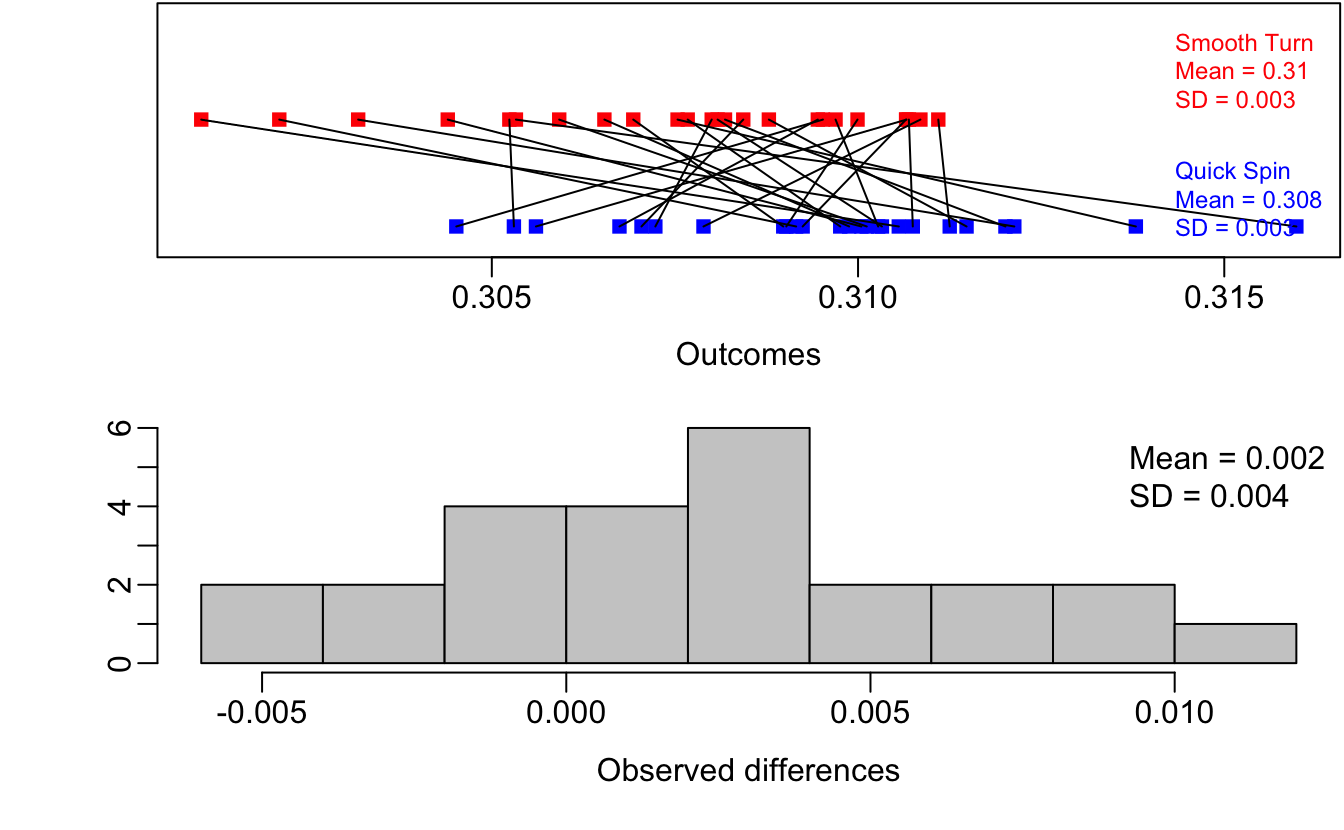 Smooth Turn
Mean = 0.31
SD = 0.003
Quick Spin
Mean = 0.308
SD = 0.003
0.305 0.310 0.315
Outcomes
6
4
2
0
Mean = 0.002
SD = 0.004
-0.005 0.000 0.005 0.010
Observed differences